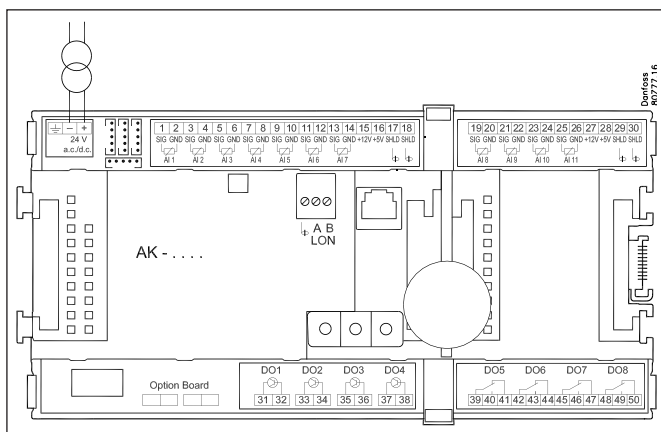 Danfoss
80Z77.16
24 V
a.c./d.c.
1 2 3 4 5 6 7 8 9 10 11 12 13 14 15 16 17 18
SIG GND SIG GND SIG GND SIG GND SIG GND SIG GND SIG GND +12V +5V SHLD SHLD
AI 1 AI 2 AI 3 AI 4 AI 5 AI 6 AI 7
19 20 21 22 23 24 25 26 27 28 29 30
SIG GND SIG GND SIG GND SIG GND +12V +5V SHLD SHLD
AI 8 AI 9 AI 10 AI 11
A B
LON
AK - . . . .
Option Board
DO1 DO2 DO3 DO4
31 32 33 34 35 36 37 38
DO5 DO6 DO7 DO8
39 40 41 42 43 44 45 46 47 48 49 50